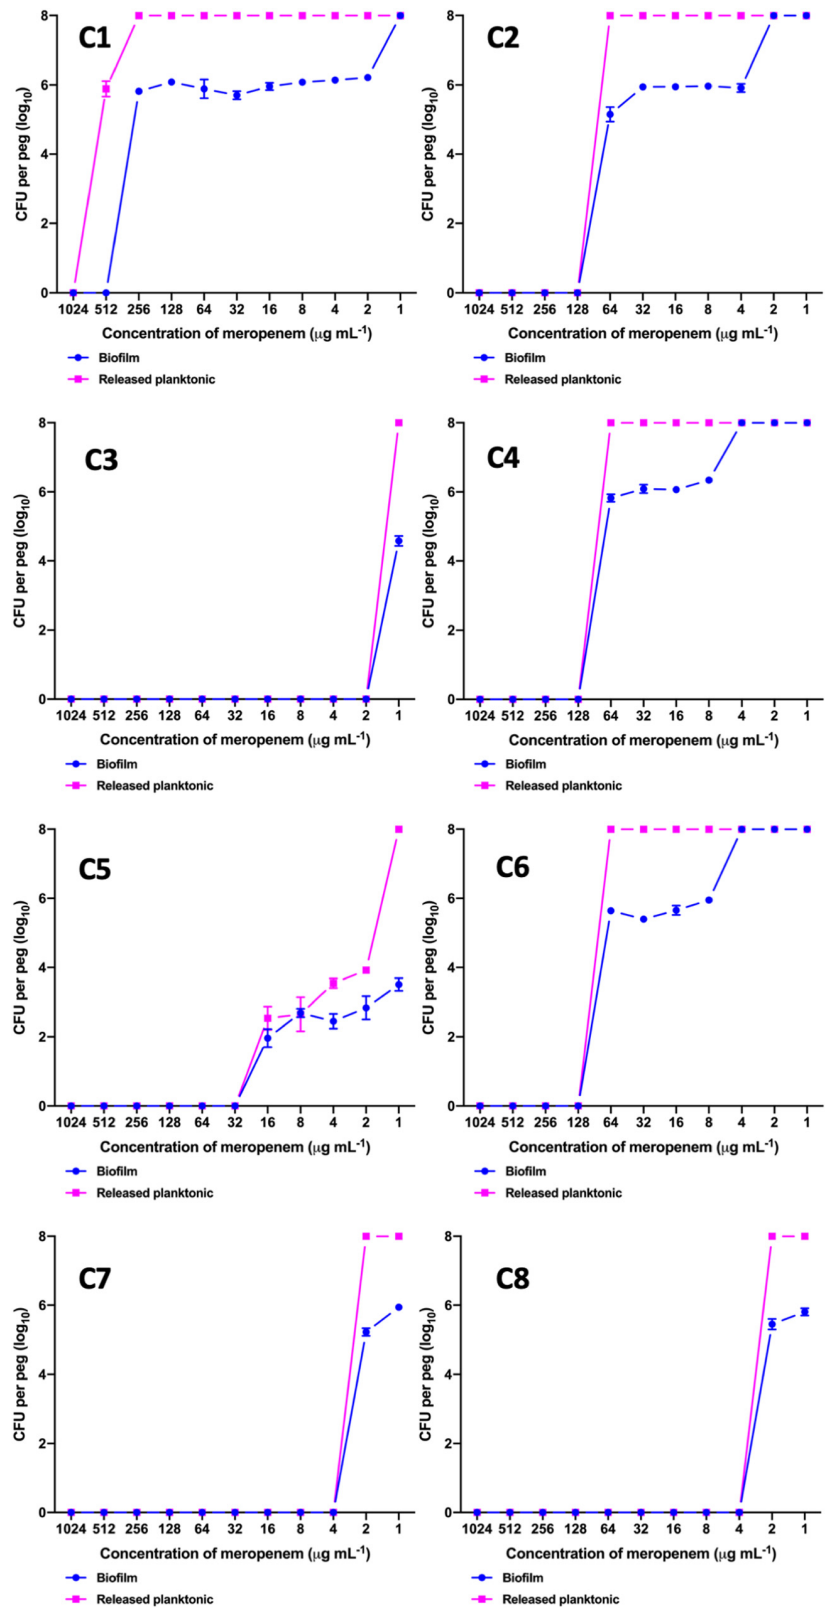 C1
CFU per peg (log10)
8
6
4
2
0
1024 512 256 128 64 32 16 8 4 2 1
Concentration of meropenem (μg mL-1)
Biofilm
Released planktonic
C2
CFU per peg (log10)
8
6
4
2
0
1024 512 256 128 64 32 16 8 4 2 1
Concentration of meropenem (μg mL-1)
Biofilm
Released planktonic
C3
CFU per peg (log10)
8
6
4
2
0
1024 512 256 128 64 32 16 8 4 2 1
Concentration of meropenem (μg mL-1)
Biofilm
Released planktonic
C4
CFU per peg (log10)
8
6
4
2
0
1024 512 256 128 64 32 16 8 4 2 1
Concentration of meropenem (μg mL-1)
Biofilm
Released planktonic
C5
CFU per peg (log10)
8
6
4
2
0
1024 512 256 128 64 32 16 8 4 2 1
Concentration of meropenem (μg mL-1)
Biofilm
Released planktonic
C6
CFU per peg (log10)
8
6
4
2
0
1024 512 256 128 64 32 16 8 4 2 1
Concentration of meropenem (μg mL-1)
Biofilm
Released planktonic
C7
CFU per peg (log10)
8
6
4
2
0
1024 512 256 128 64 32 16 8 4 2 1
Concentration of meropenem (μg mL-1)
Biofilm
Released planktonic
C8
CFU per peg (log10)
8
6
4
2
0
1024 512 256 128 64 32 16 8 4 2 1
Concentration of meropenem (μg mL-1)
Biofilm
Released planktonic